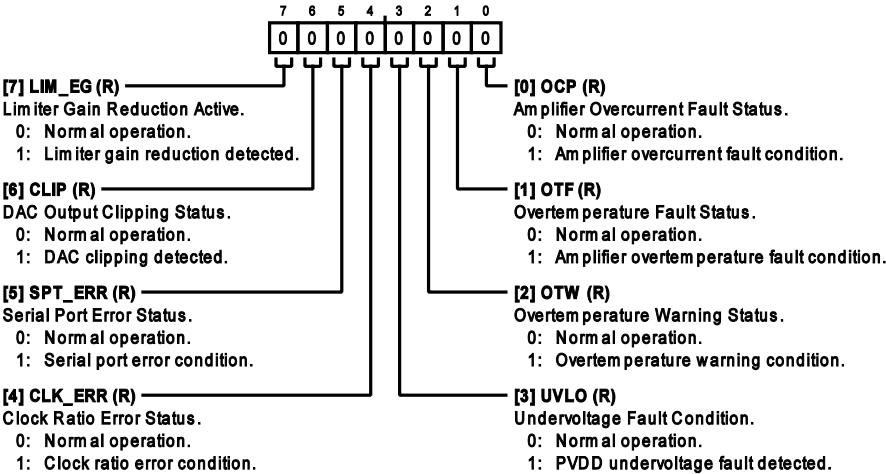 7 6 5 4 3 2 1 0
0 0 0 0 0 0 0 0
[7] LIM_EG (R)
Limiter Gain Reduction Active.
0: Normal operation.
1: Limiter gain reduction detected.
[6] CLIP (R)
DAC Output Clipping Status.
0: Normal operation.
1: DAC clipping detected.
[5] SPT_ERR (R)
Serial Port Error Status.
0: Normal operation.
1: Serial port error condition.
[4] CLK_ERR (R)
Clock Ratio Error Status.
0: Normal operation.
1: Clock ratio error condition.
[0] OCP (R)
Amplifier Overcurrent Fault Status.
0: Normal operation.
1: Amplifier overcurrent fault condition.
[1] OTF (R)
Overtemperature Fault Status.
0: Normal operation.
1: Amplifier overtemperature fault condition.
[2] OTW (R)
Overtemperature Warning Status.
0: Normal operation.
1: Overtemperature warning condition.
[3] UVLO (R)
Undervoltage Fault Condition.
0: Normal operation.
1: PVDD undervoltage fault detected.